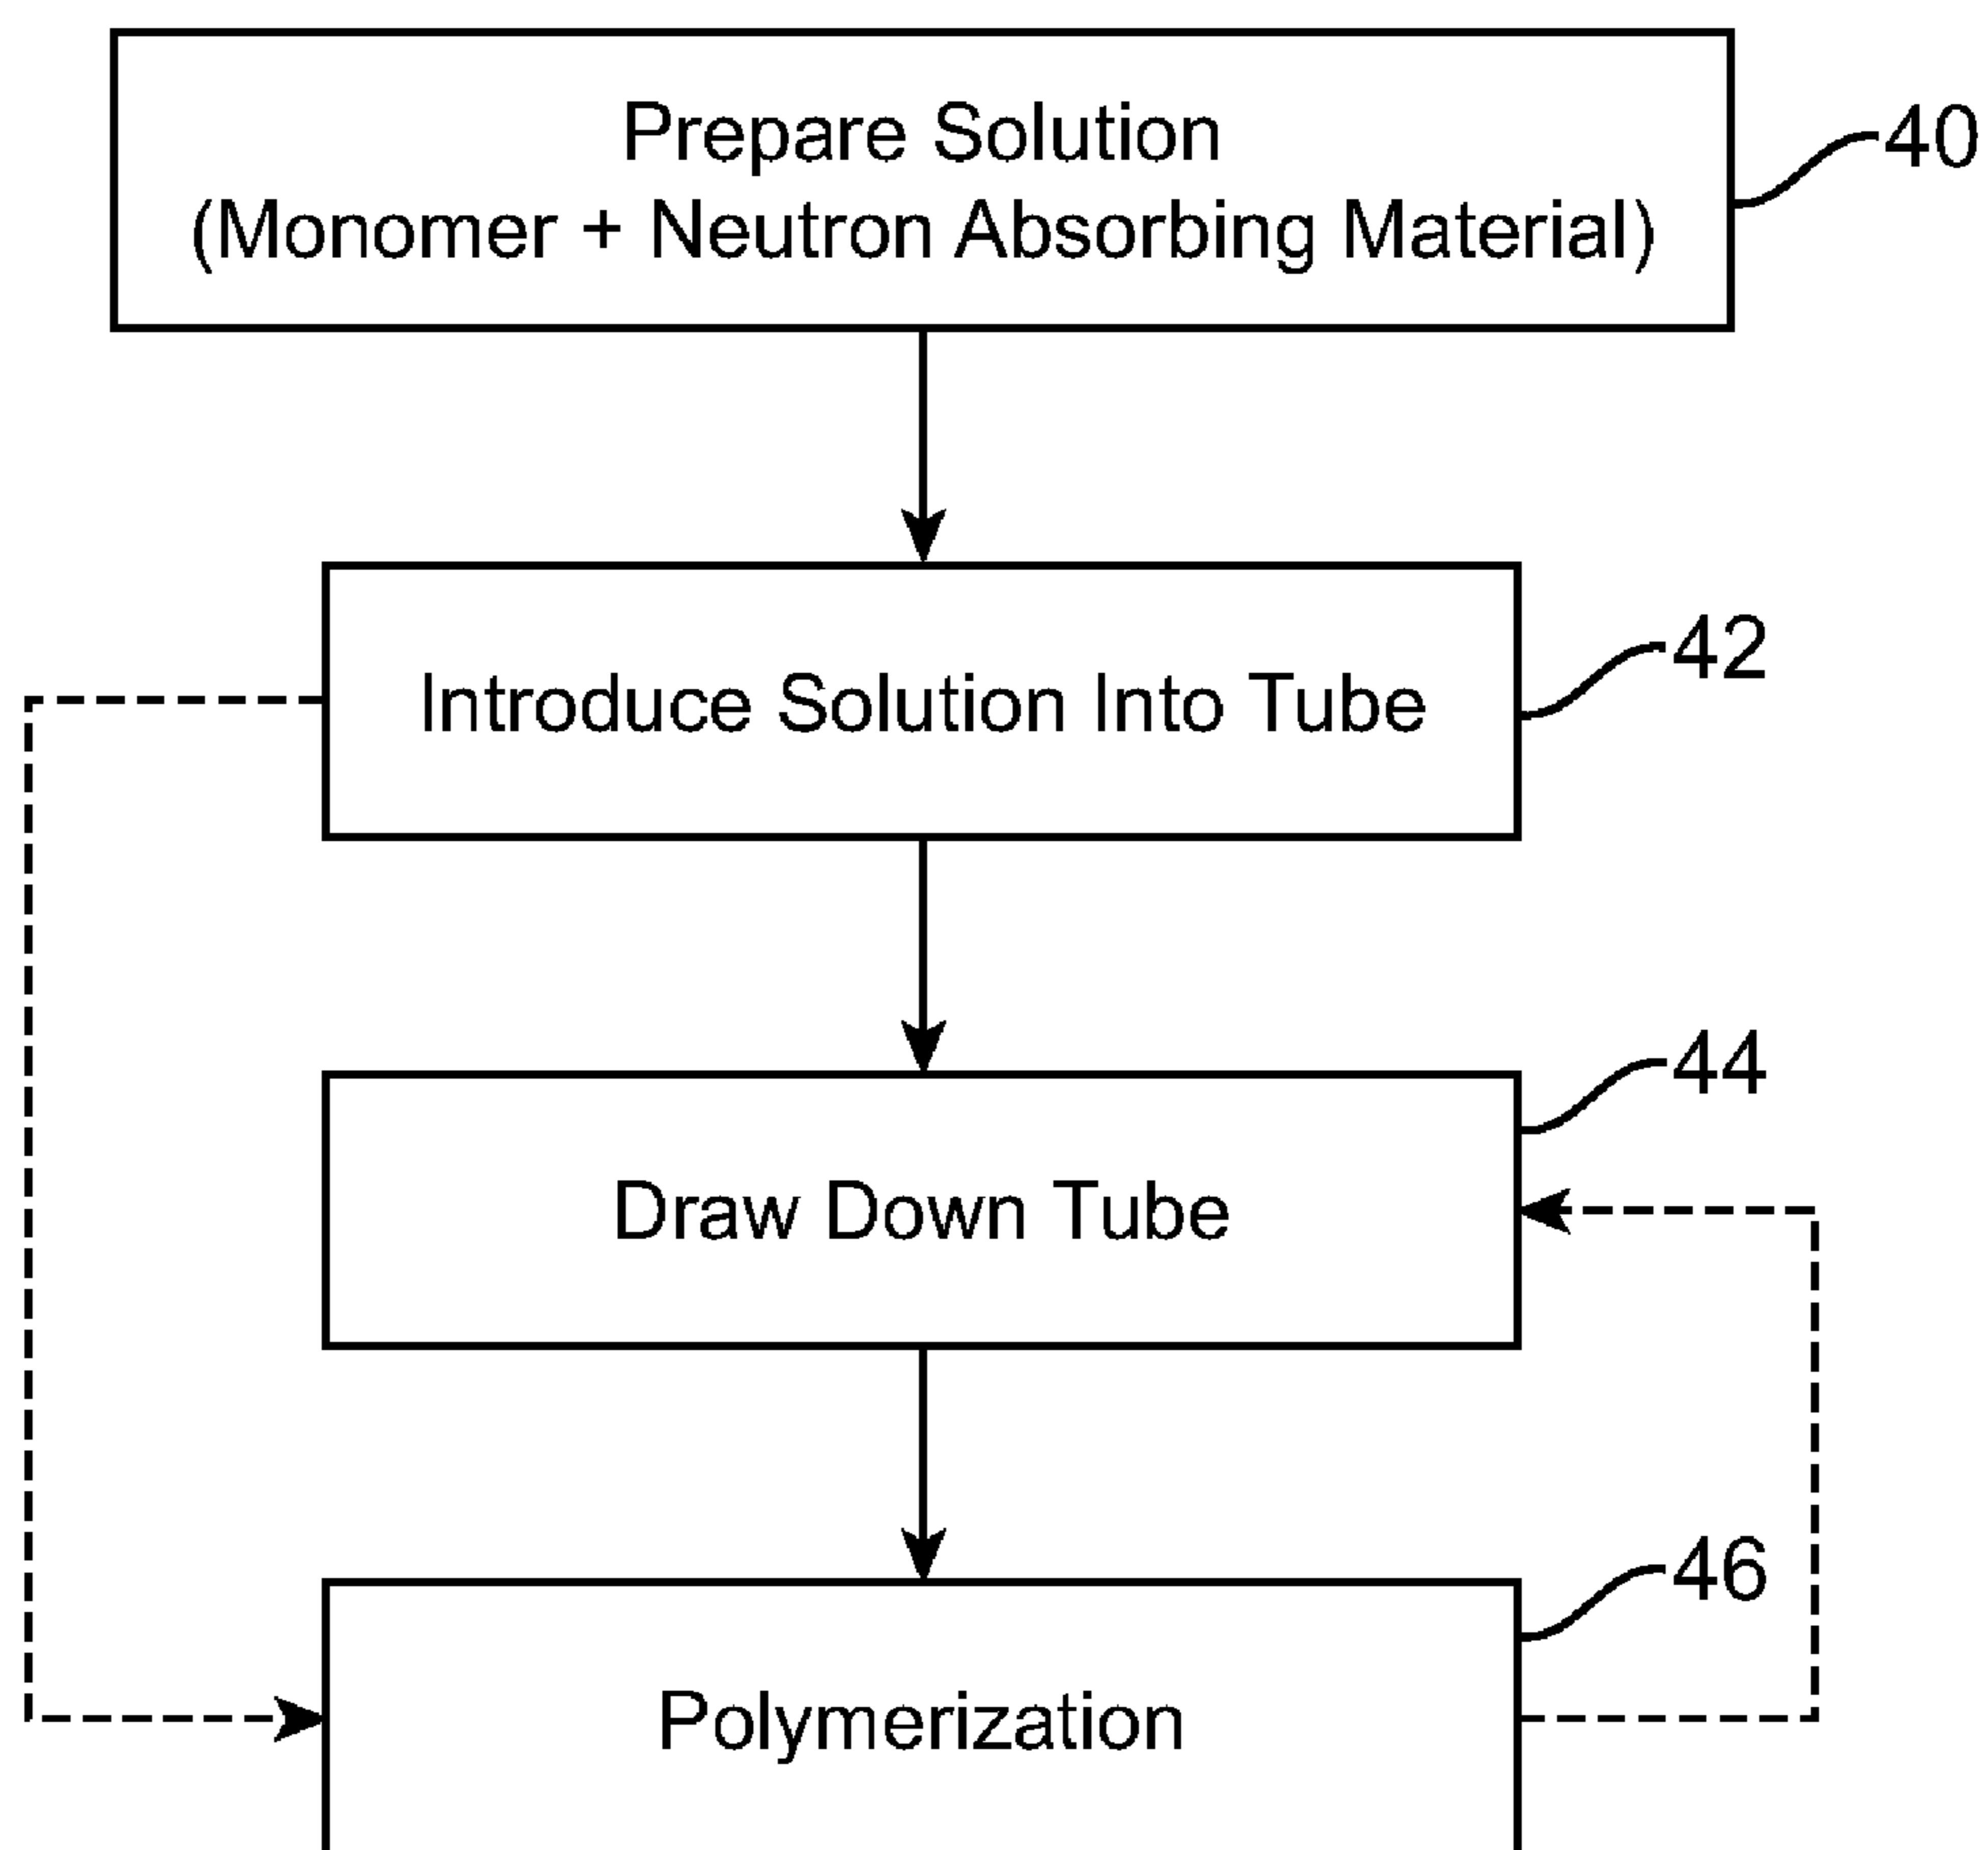 Prepare Solution
(Monomer + Neutron Absorbing Material)
40
Introduce Solution Into Tube
42
44
Draw Down Tube
46
Polymerization